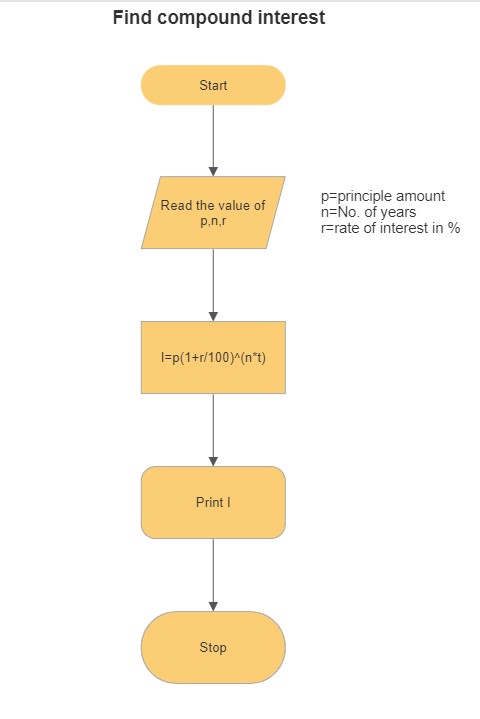 Find compound interest
Start
Read the value of
p,n,r
p=principle amount
n=No. of years
r=rate of interest in %
I=p(1+r/100)^(n*t)
Print I
Stop